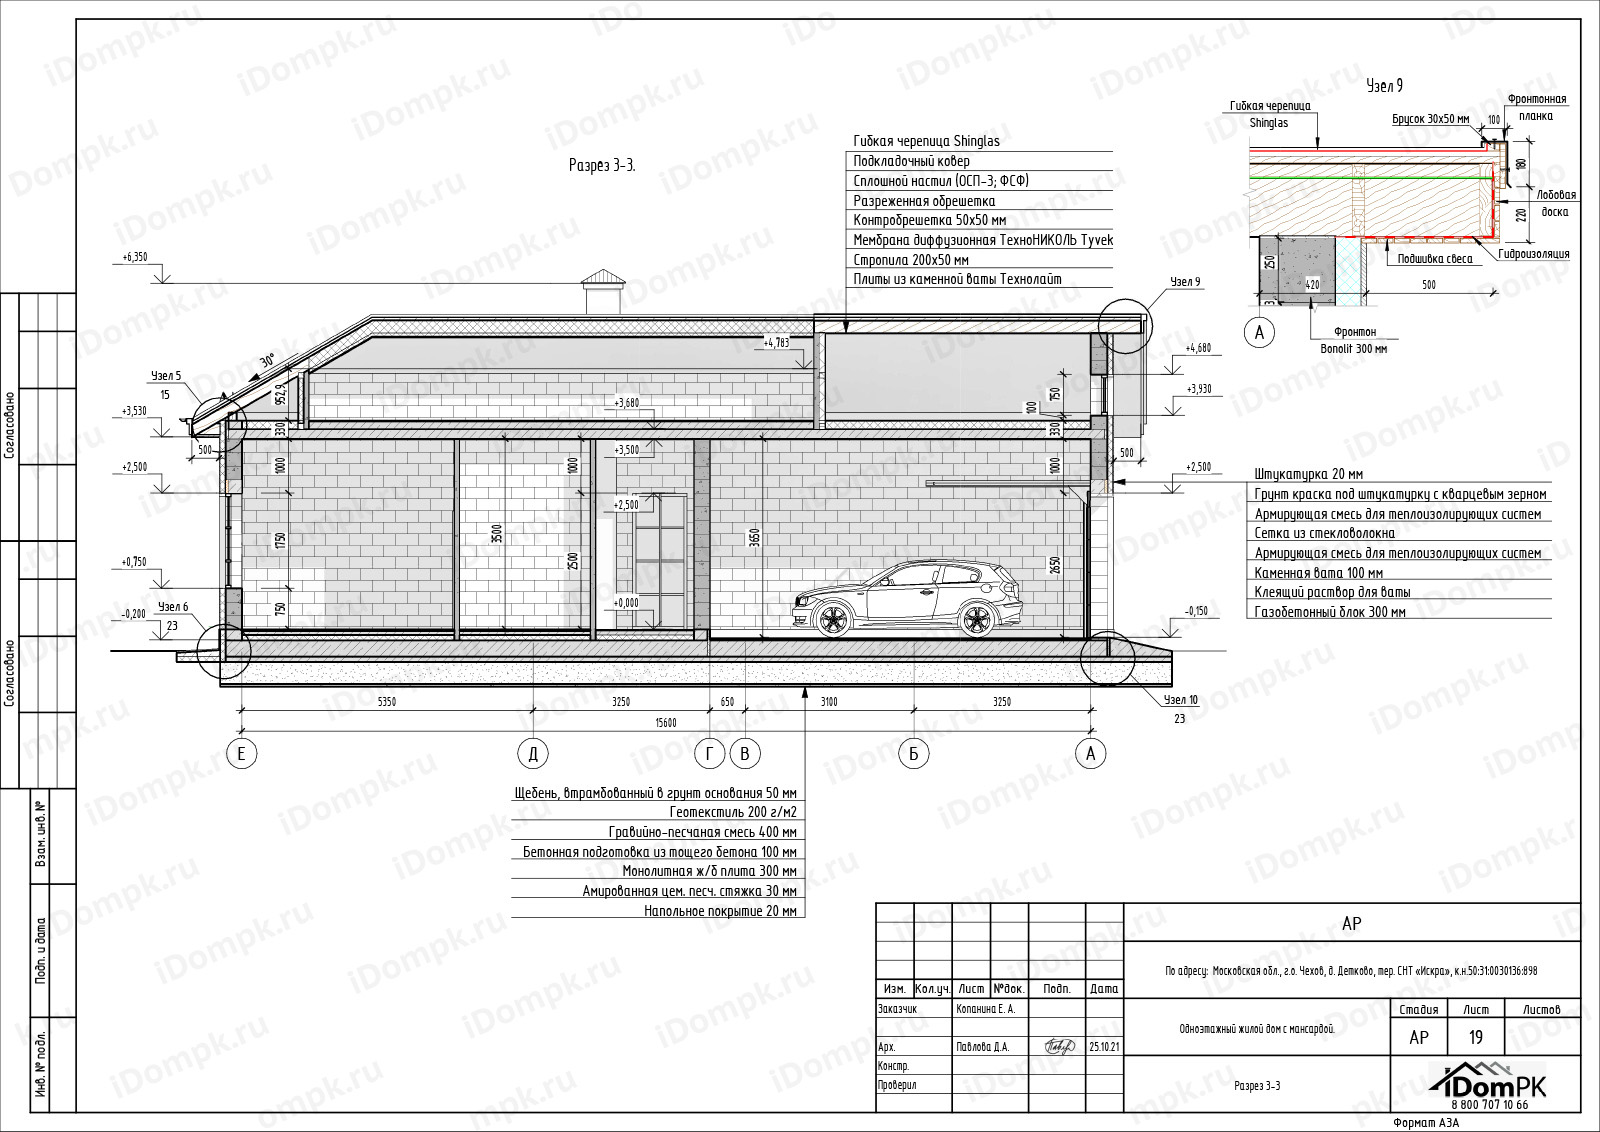 Узел 9
Гибкая черепица
Shinglas
Брусок 30х50 мм
100
Фронтонная
планка
180
Лобовая
доска
220
Гидроизоляция
Подшивка свеса
250
420
500
А
Фронтон
Bonolit 300 мм
Разрез 3-3.
Гибкая черепица Shinglas
Подкладочный ковер
Сплошной настил (ОСП-3; ФСФ)
Разреженная обрешетка
Контробрешетка 50х50 мм
Мембрана диффузионная ТехноНИКОЛЬ Tyvek
Стропила 200х50 мм
Плиты из каменной ваты Технолайт
+6,350
Узел 9
30°
+4,783
+4,680
Узел 5
15
952,9
+3,680
100
750
+3,930
+3,530
330
330
500
+3,500
500
+2,500
1000
1000
1000
+2,500
+2,500
Штукатурка 20 мм
Грунт краска под штукатурку с кварцевым зерном
Армирующая смесь для теплоизолирующих систем
Сетка из стекловолокна
Армирующая смесь для теплоизолирующих систем
Каменная вата 100 мм
Клеящий раствор для ваты
Газобетонный блок 300 мм
1750
3500
2500
3650
2650
+0,750
750
+0,000
-0,200
Узел 6
23
-0,150
Узел 10
23
5350
3250
650
3100
3250
15600
Е
Д
Г
В
Б
А
Щебень, втрамбованный в грунт основания 50 мм
Геотекстиль 200 г/м2
Гравийно-песчаная смесь 400 мм
Бетонная подготовка из тощего бетона 100 мм
Монолитная ж/б плита 300 мм
Амированная цем. песч. стяжка 30 мм
Напольное покрытие 20 мм
Согласовано
Согласовано
Взам. инв. №
Подп. и дата
Инв. № подл.
АР
По адресу: Московская обл., г.о. Чехов, д. Детково, тер. СНТ «Искра», к.н.50:31:0030136:898
Изм.
Кол.уч.
Лист
№док.
Подп.
Дата
Заказчик
Копанина Е. А.
Одноэтажный жилой дом с мансардой.
Стадия
Лист
Листов
АР
19
Арх.
Павлова Д.А.
25.10.21
Констр.
Проверил
Разрез 3-3
iDomPK
8 800 707 10 66
Формат А3А